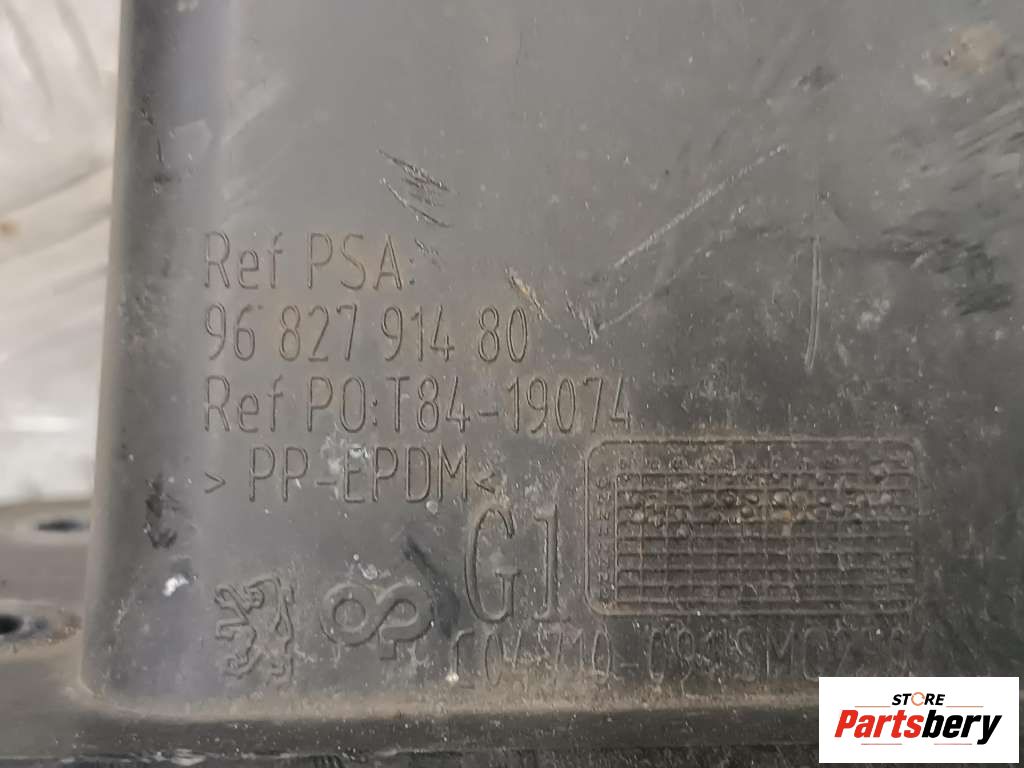 Ref PSA:
96 827 914 80
Ref PO: T84-19074
> PP-EPDM <
G1
STORE
Partsbery